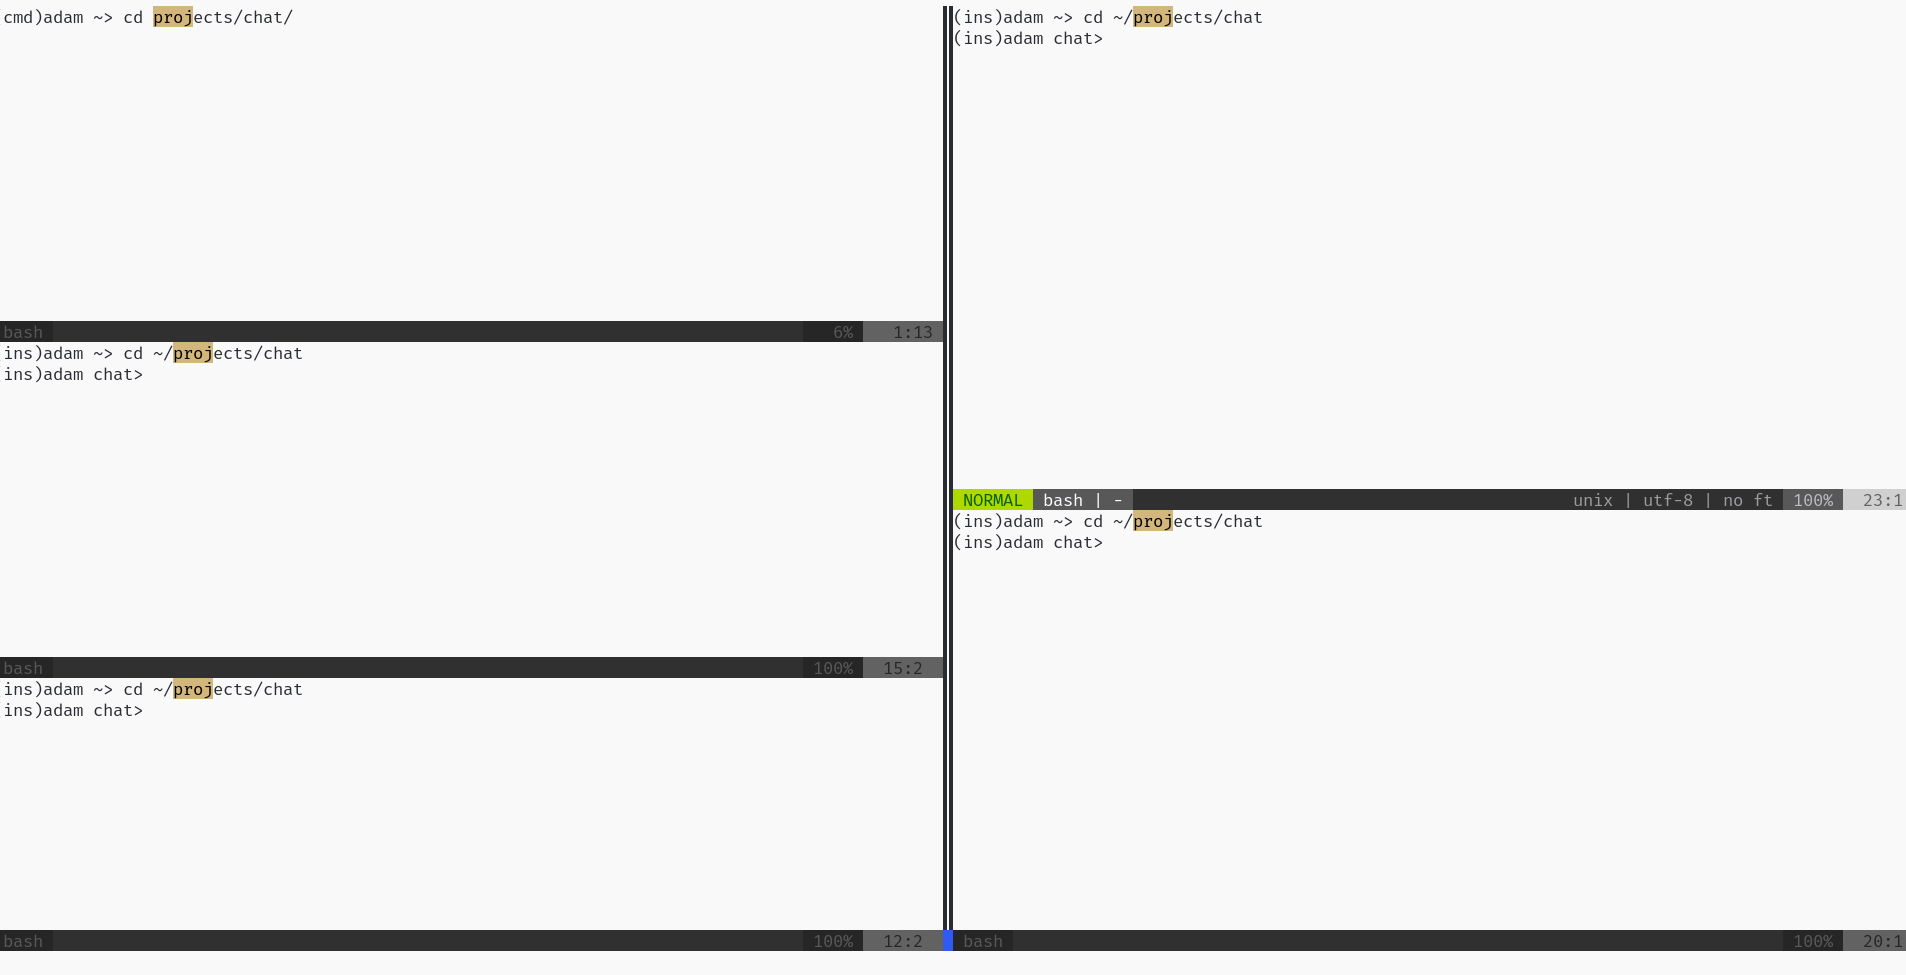 cmd)adam ~> cd projects/chat/
bash 6% 1:13
ins)adam ~> cd ~/projects/chat
ins)adam chat>
bash 100% 15:2
ins)adam ~> cd ~/projects/chat
ins)adam chat>
bash 100% 12:2
(ins)adam ~> cd ~/projects/chat
(ins)adam chat>
NORMAL bash | - unix | utf-8 | no ft 100% 23:1
(ins)adam ~> cd ~/projects/chat
(ins)adam chat>
bash 100% 20:1